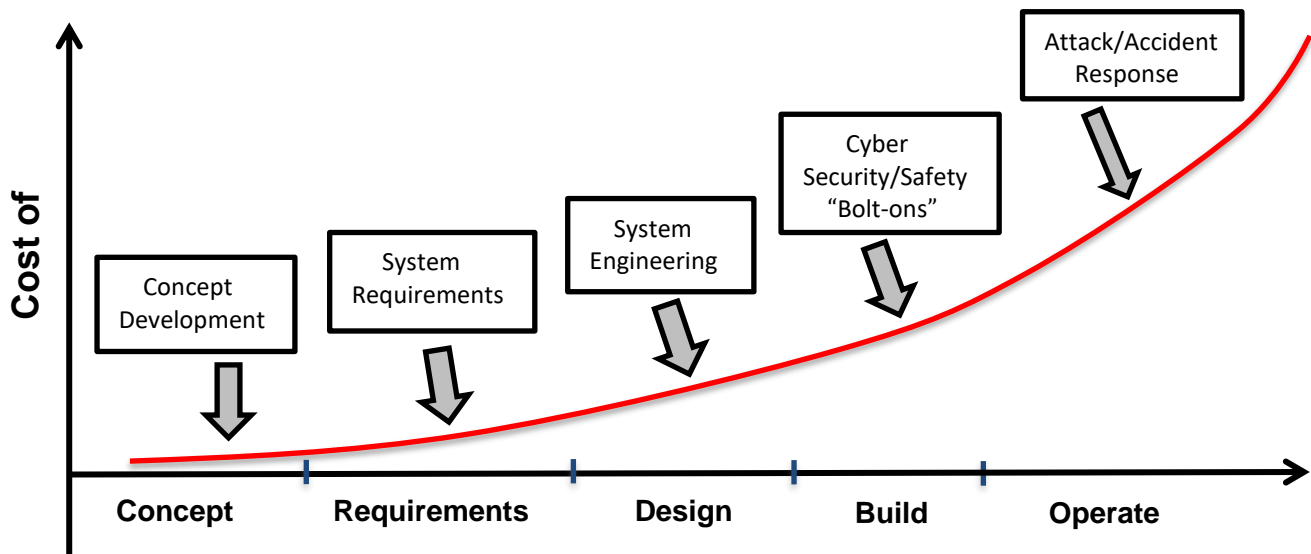 Cost of
Concept
Development
System
Requirements
System
Engineering
Cyber
Security/Safety
“Bolt-ons”
Attack/Accident
Response
Concept
Requirements
Design
Build
Operate